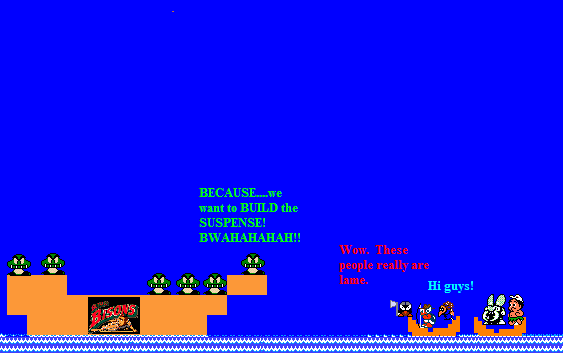 BECAUSE....we
want to BUILD the
SUSPENSE!
BWAHAHAHAH!!
Wow. These
people really are
lame.
Hi guys!